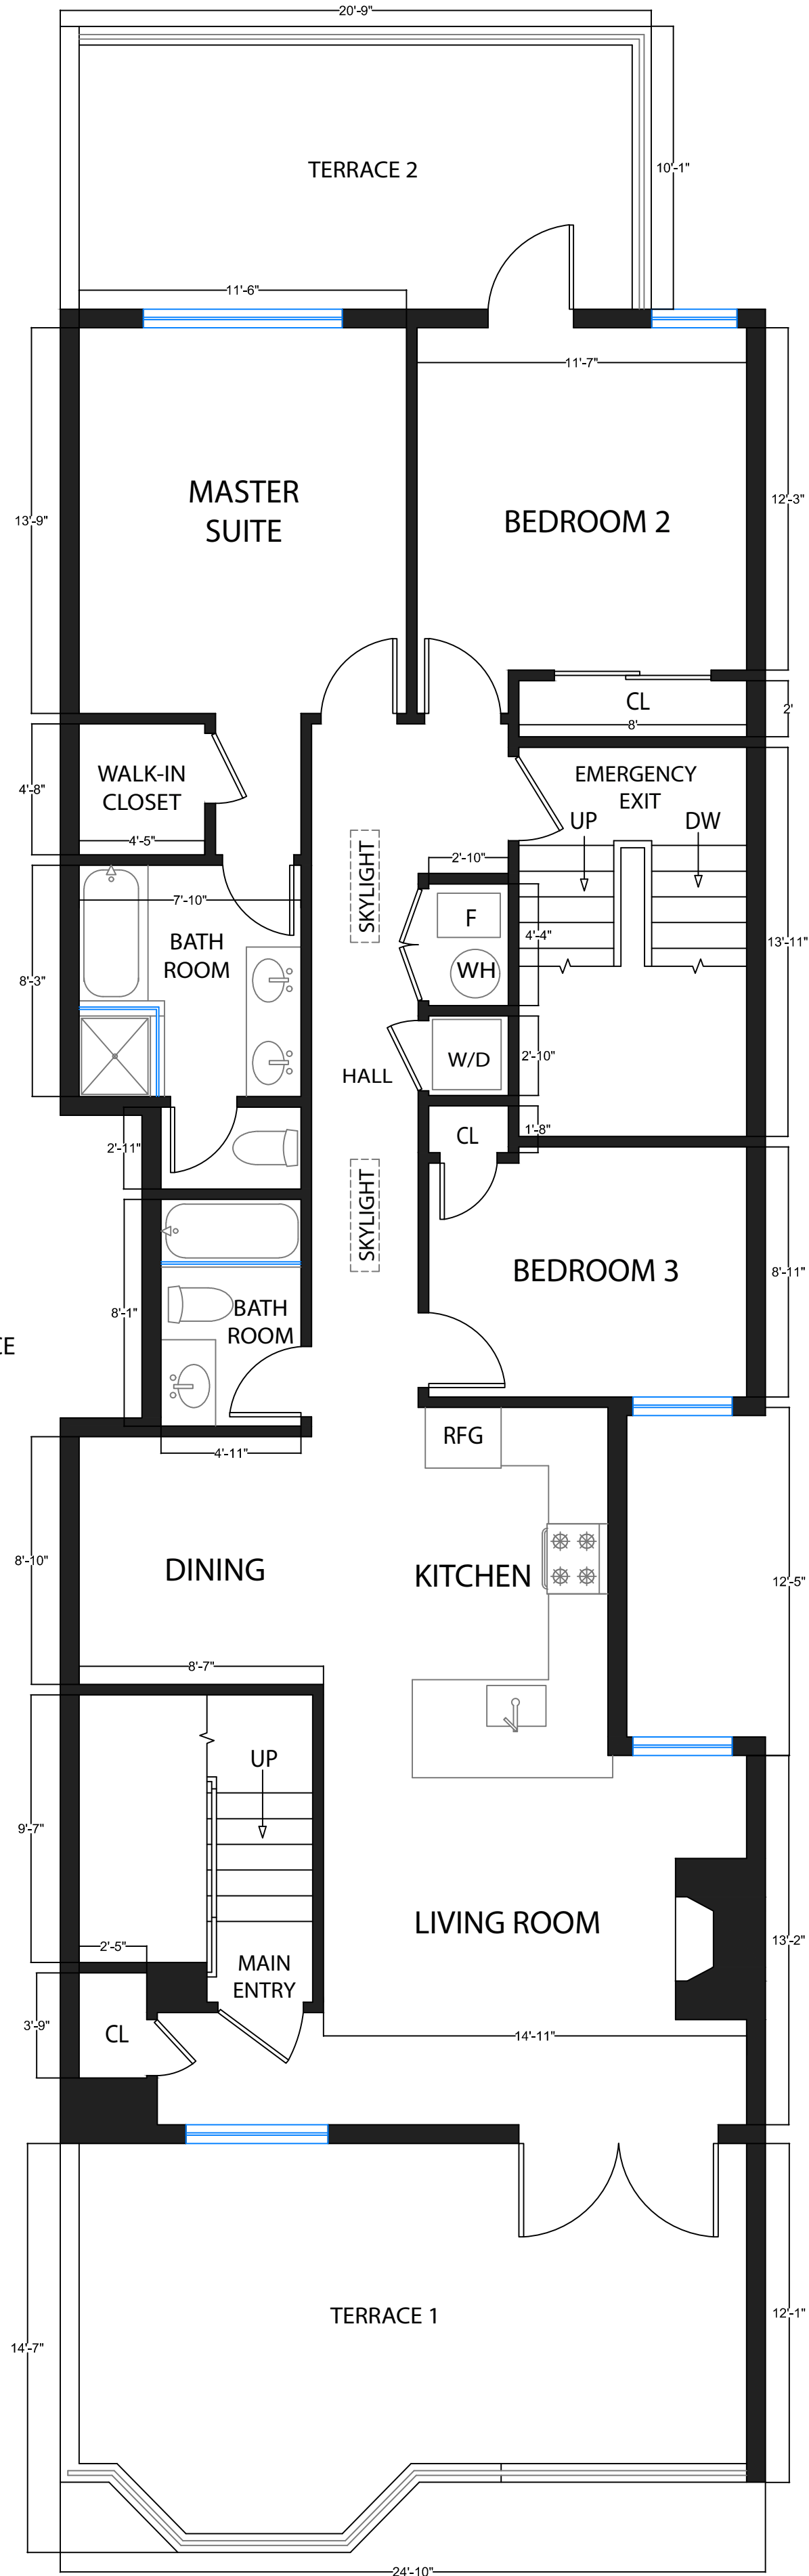 20'-9"
10'-1"
TERRACE 2
11'-6"
11'-7"
MASTER
SUITE
13'-9"
BEDROOM 2
12'-3"
CL
8'
2'
WALK-IN
CLOSET
4'-8"
4'-5"
EMERGENCY
EXIT
UP
DW
SKYLIGHT
2'-10"
7'-10"
BATH
ROOM
8'-3"
F
WH
4'-4"
13'-11"
HALL
W/D
2'-10"
CL
1'-8"
2'-11"
SKYLIGHT
BEDROOM 3
8'-11"
8'-1"
BATH
ROOM
CE
4'-11"
RFG
DINING
KITCHEN
8'-10"
12'-5"
8'-7"
UP
9'-7"
LIVING ROOM
13'-2"
2'-5"
MAIN
ENTRY
3'-9"
CL
14'-11"
TERRACE 1
12'-1"
14'-7"
24'-10"